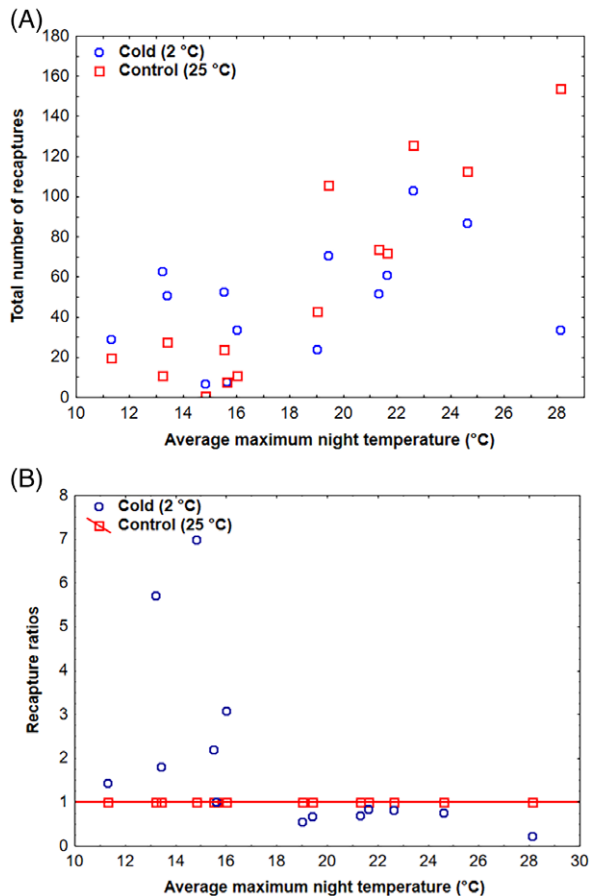 (A)
180
160
140
120
100
80
60
40
20
0
Total number of recaptures
Cold (2 °C)
Control (25 °C)
10 12 14 16 18 20 22 24 26 28
Average maximum night temperature (°C)
(B)
8
7
6
5
4
3
2
1
0
Recapture ratios
Cold (2 °C)
Control (25 °C)
10 12 14 16 18 20 22 24 26 28 30
Average maximum night temperature (°C)